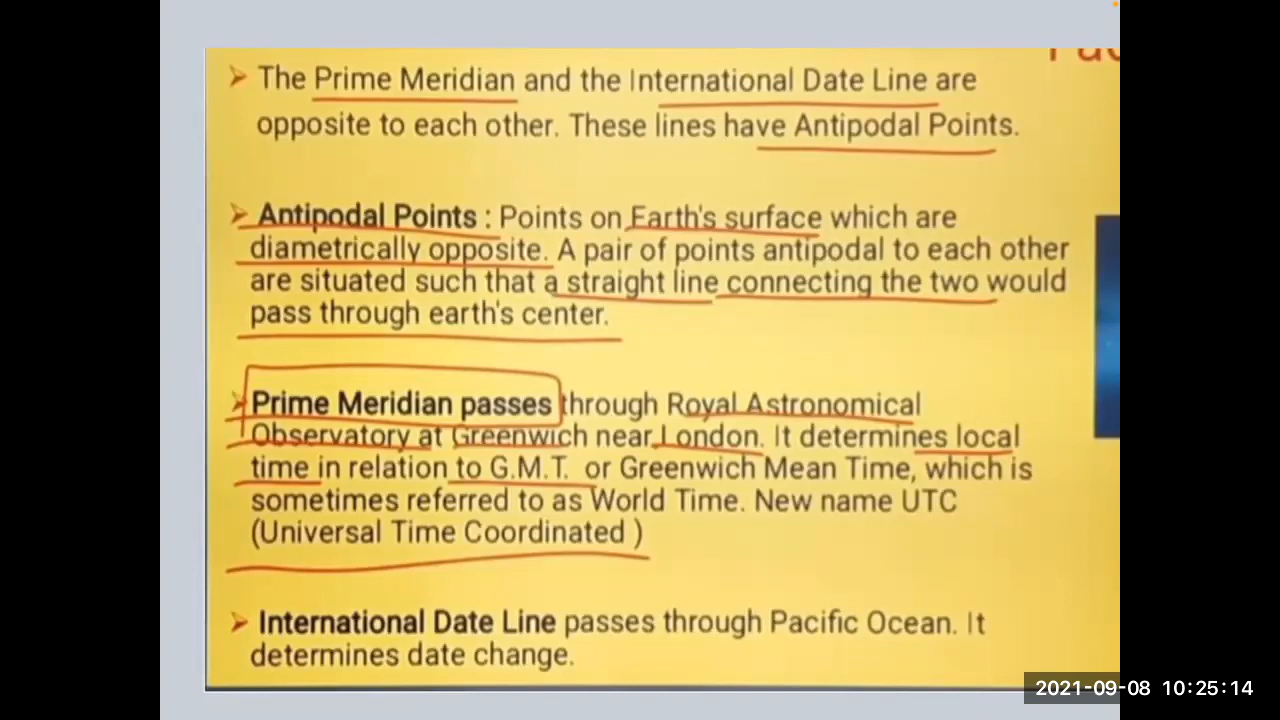 The Prime Meridian and the International Date Line are
opposite to each other. These lines have Antipodal Points.
Antipodal Points : Points on Earth's surface which are
diametrically opposite. A pair of points antipodal to each other
are situated such that a straight line connecting the two would
pass through earth's center.
Prime Meridian passes through Royal Astronomical
Observatory at Greenwich near London. It determines local
time in relation to G.M.T. or Greenwich Mean Time, which is
sometimes referred to as World Time. New name UTC
(Universal Time Coordinated )
International Date Line passes through Pacific Ocean. It
determines date change.
2021-09-08 10:25:14